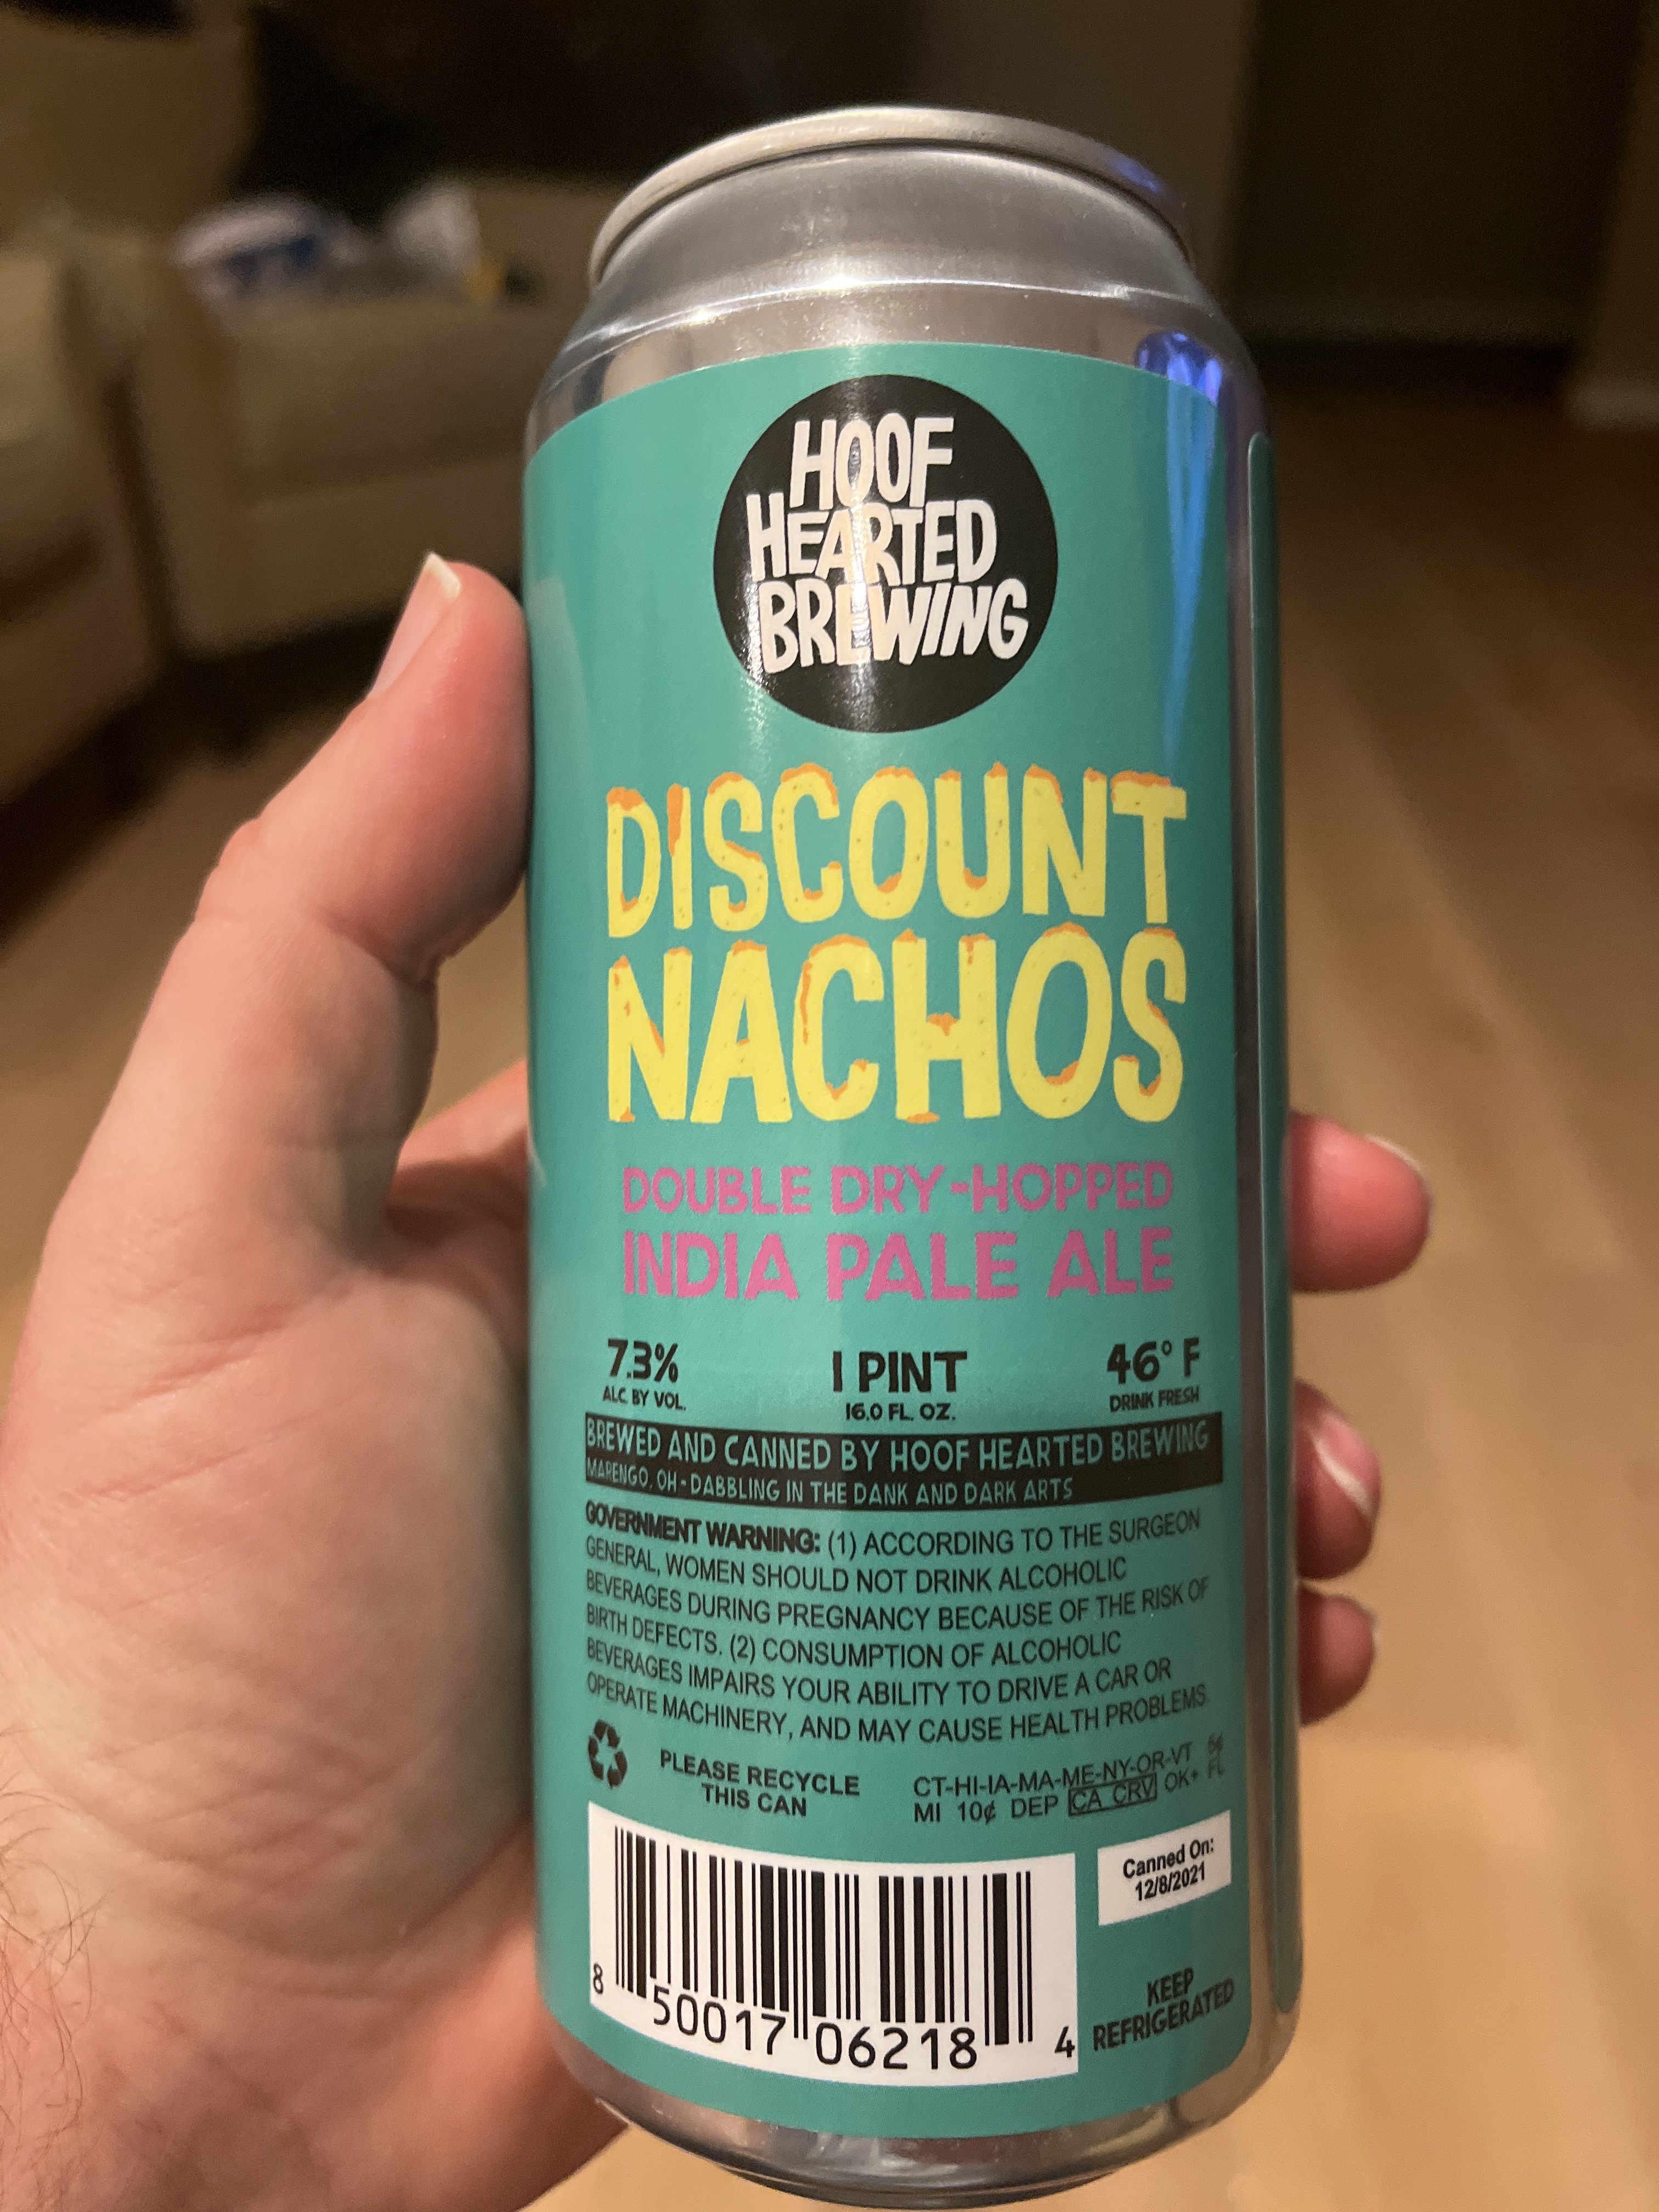 HOOF
HEARTED
BREWING
DISCOUNT
NACHOS
DOUBLE DRY-HOPPED
INDIA PALE ALE
7.3%
ALC. BY VOL.
1 PINT
16.0 FL. OZ.
46° F
DRINK FRESH
BREWED AND CANNED BY HOOF HEARTED BREWING
MARENGO, OH - DABBLING IN THE DANK AND DARK ARTS
GOVERNMENT WARNING: (1) ACCORDING TO THE SURGEON
GENERAL, WOMEN SHOULD NOT DRINK ALCOHOLIC
BEVERAGES DURING PREGNANCY BECAUSE OF THE RISK OF
BIRTH DEFECTS. (2) CONSUMPTION OF ALCOHOLIC
BEVERAGES IMPAIRS YOUR ABILITY TO DRIVE A CAR OR
OPERATE MACHINERY, AND MAY CAUSE HEALTH PROBLEMS.
PLEASE RECYCLE
THIS CAN
CT-HI-IA-MA-ME-NY-OR-VT 5¢
MI 10¢ DEP CA CRV OK+ FL
Canned On:
12/8/2021
8 50017 06218 4
KEEP
REFRIGERATED